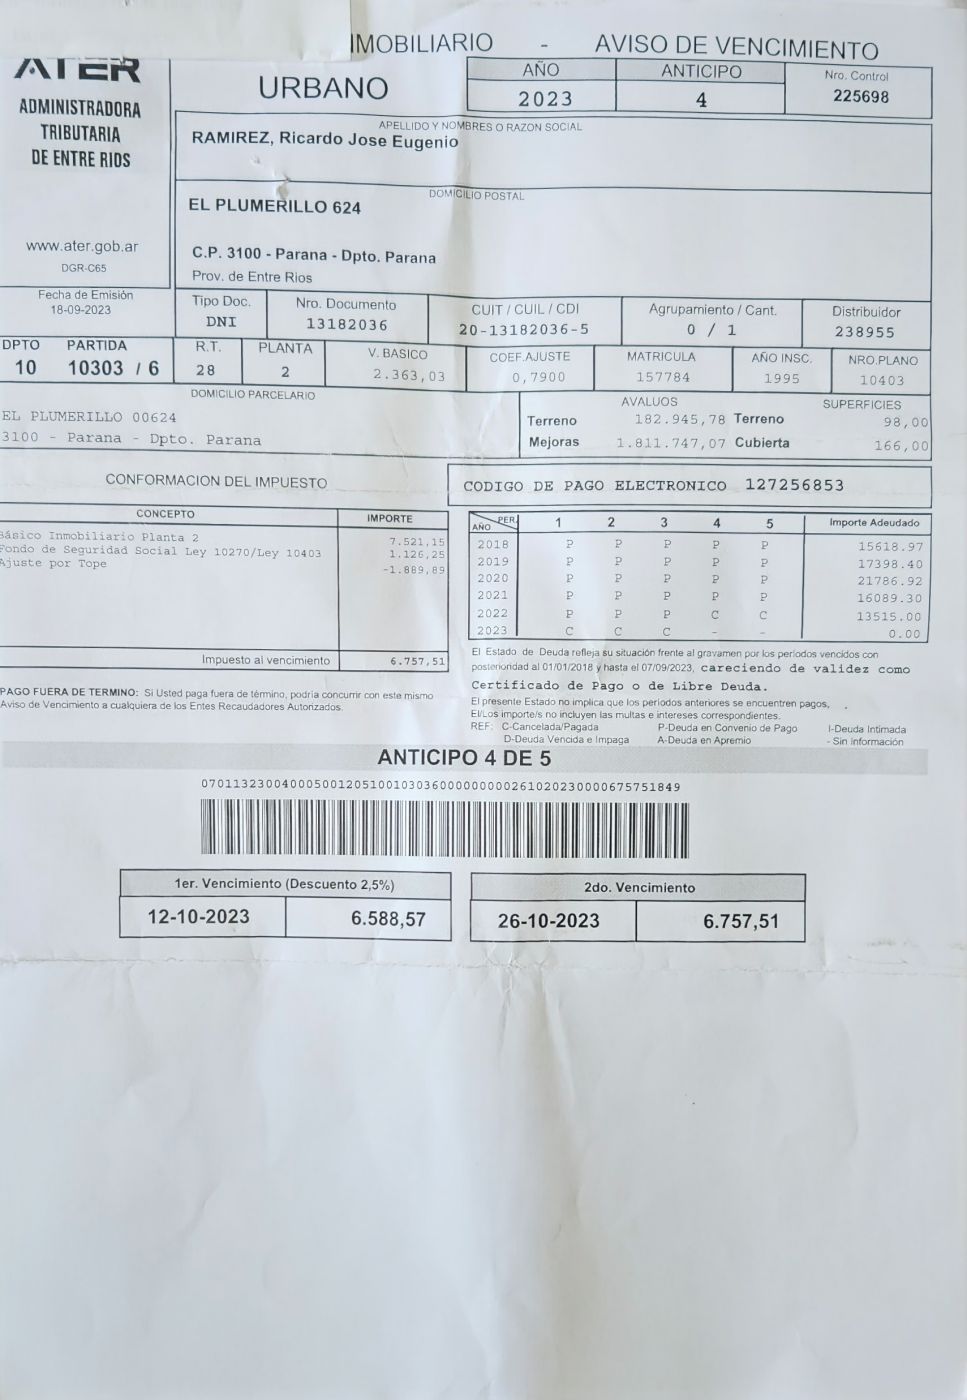 IMOBILIARIO - AVISO DE VENCIMIENTO
ATER
ADMINISTRADORA
TRIBUTARIA
DE ENTRE RIOS
www.ater.gob.ar
DGR-C65
URBANO
AÑO ANTICIPO Nro. Control
2023 4 225698
APELLIDO Y NOMBRES O RAZON SOCIAL
RAMIREZ, Ricardo Jose Eugenio
DOMICILIO POSTAL
EL PLUMERILLO 624
C.P. 3100 - Parana - Dpto. Parana
Prov. de Entre Rios
Fecha de Emisión
18-09-2023
Tipo Doc. Nro. Documento CUIT / CUIL / CDI Agrupamiento / Cant. Distribuidor
DNI 13182036 20-13182036-5 0 / 1 238955
DPTO PARTIDA R.T. PLANTA V. BASICO COEF.AJUSTE MATRICULA AÑO INSC. NRO.PLANO
10 10303 / 6 28 2 2.363,03 0,7900 157784 1995 10403
DOMICILIO PARCELARIO
EL PLUMERILLO 00624
3100 - Parana - Dpto. Parana
AVALUOS SUPERFICIES
Terreno 182.945,78 Terreno 98,00
Mejoras 1.811.747,07 Cubierta 166,00
CONFORMACION DEL IMPUESTO
CODIGO DE PAGO ELECTRONICO 127256853
CONCEPTO IMPORTE
Básico Inmobiliario Planta 2 7.521,15
Fondo de Seguridad Social Ley 10270/Ley 10403 1.126,25
Ajuste por Tope -1.889,89
Impuesto al vencimiento 6.757,51
AÑO PER. 1 2 3 4 5 Importe Adeudado
2018 P P P P P 15618.97
2019 P P P P P 17398.40
2020 P P P P P 21786.92
2021 P P P P P 16089.30
2022 P P P C C 13515.00
2023 C C C - - 0.00
PAGO FUERA DE TERMINO: Si Usted paga fuera de término, podría concurrir con este mismo
Aviso de Vencimiento a cualquiera de los Entes Recaudadores Autorizados.
El Estado de Deuda refleja su situación frente al gravamen por los períodos vencidos con
posterioridad al 01/01/2018 y hasta el 07/09/2023, careciendo de validez como
Certificado de Pago o de Libre Deuda.
El presente Estado no implica que los periodos anteriores se encuentren pagos,
El/Los importe/s no incluyen las multas e intereses correspondientes.
REF: C-Cancelada/Pagada P-Deuda en Convenio de Pago I-Deuda Intimada
D-Deuda Vencida e Impaga A-Deuda en Apremio - Sin Información
ANTICIPO 4 DE 5
1er. Vencimiento (Descuento 2,5%)
12-10-2023 6.588,57
2do. Vencimiento
26-10-2023 6.757,51